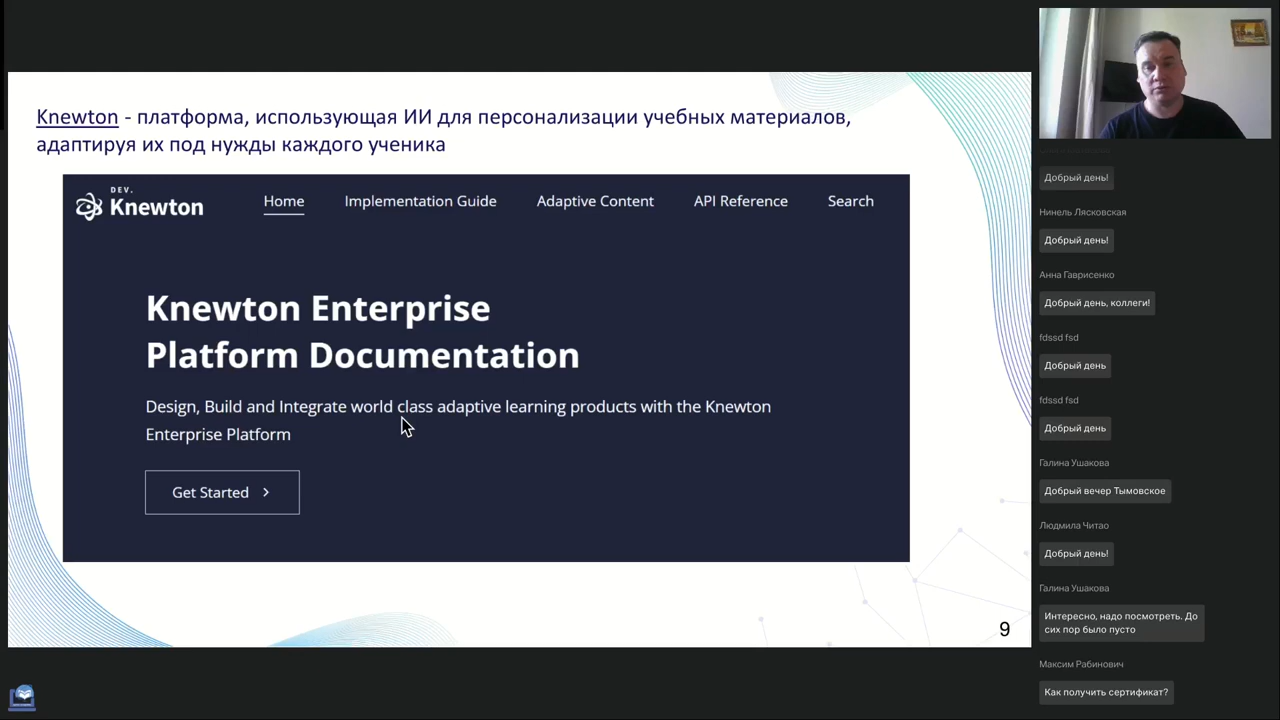 Knewton - платформа, использующая ИИ для персонализации учебных материалов,
адаптируя их под нужды каждого ученика
DEV.
Knewton
Home
Implementation Guide
Adaptive Content
API Reference
Search
Knewton Enterprise
Platform Documentation
Design, Build and Integrate world class adaptive learning products with the Knewton
Enterprise Platform
Get Started
9
Добрый день!
Нинель Лясковская
Добрый день!
Анна Гаврисенко
Добрый день, коллеги!
fdssd fsd
Добрый день
fdssd fsd
Добрый день
Галина Ушакова
Добрый вечер Тымовское
Людмила Читао
Добрый день!
Галина Ушакова
Интересно, надо посмотреть. До
сих пор было пусто
Максим Рабинович
Как получить сертификат?